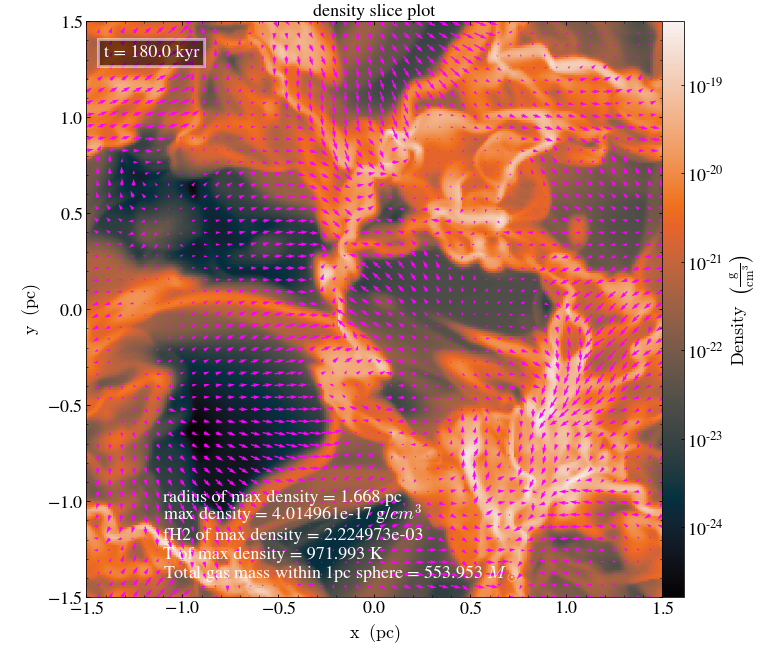 density slice plot
t = 180.0 kyr
1.5
1.0
0.5
0.0
−0.5
−1.0
−1.5
y (pc)
radius of max density = 1.668 pc
max density = 4.014961e-17 g/cm³
fH2 of max density = 2.224973e-03
T of max density = 971.993 K
Total gas mass within 1pc sphere = 553.953 M☉
−1.5 −1.0 −0.5 0.0 0.5 1.0 1.5
x (pc)
10⁻¹⁹
10⁻²⁰
10⁻²¹
10⁻²²
10⁻²³
10⁻²⁴
Density (g/cm³)